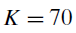 K = 70